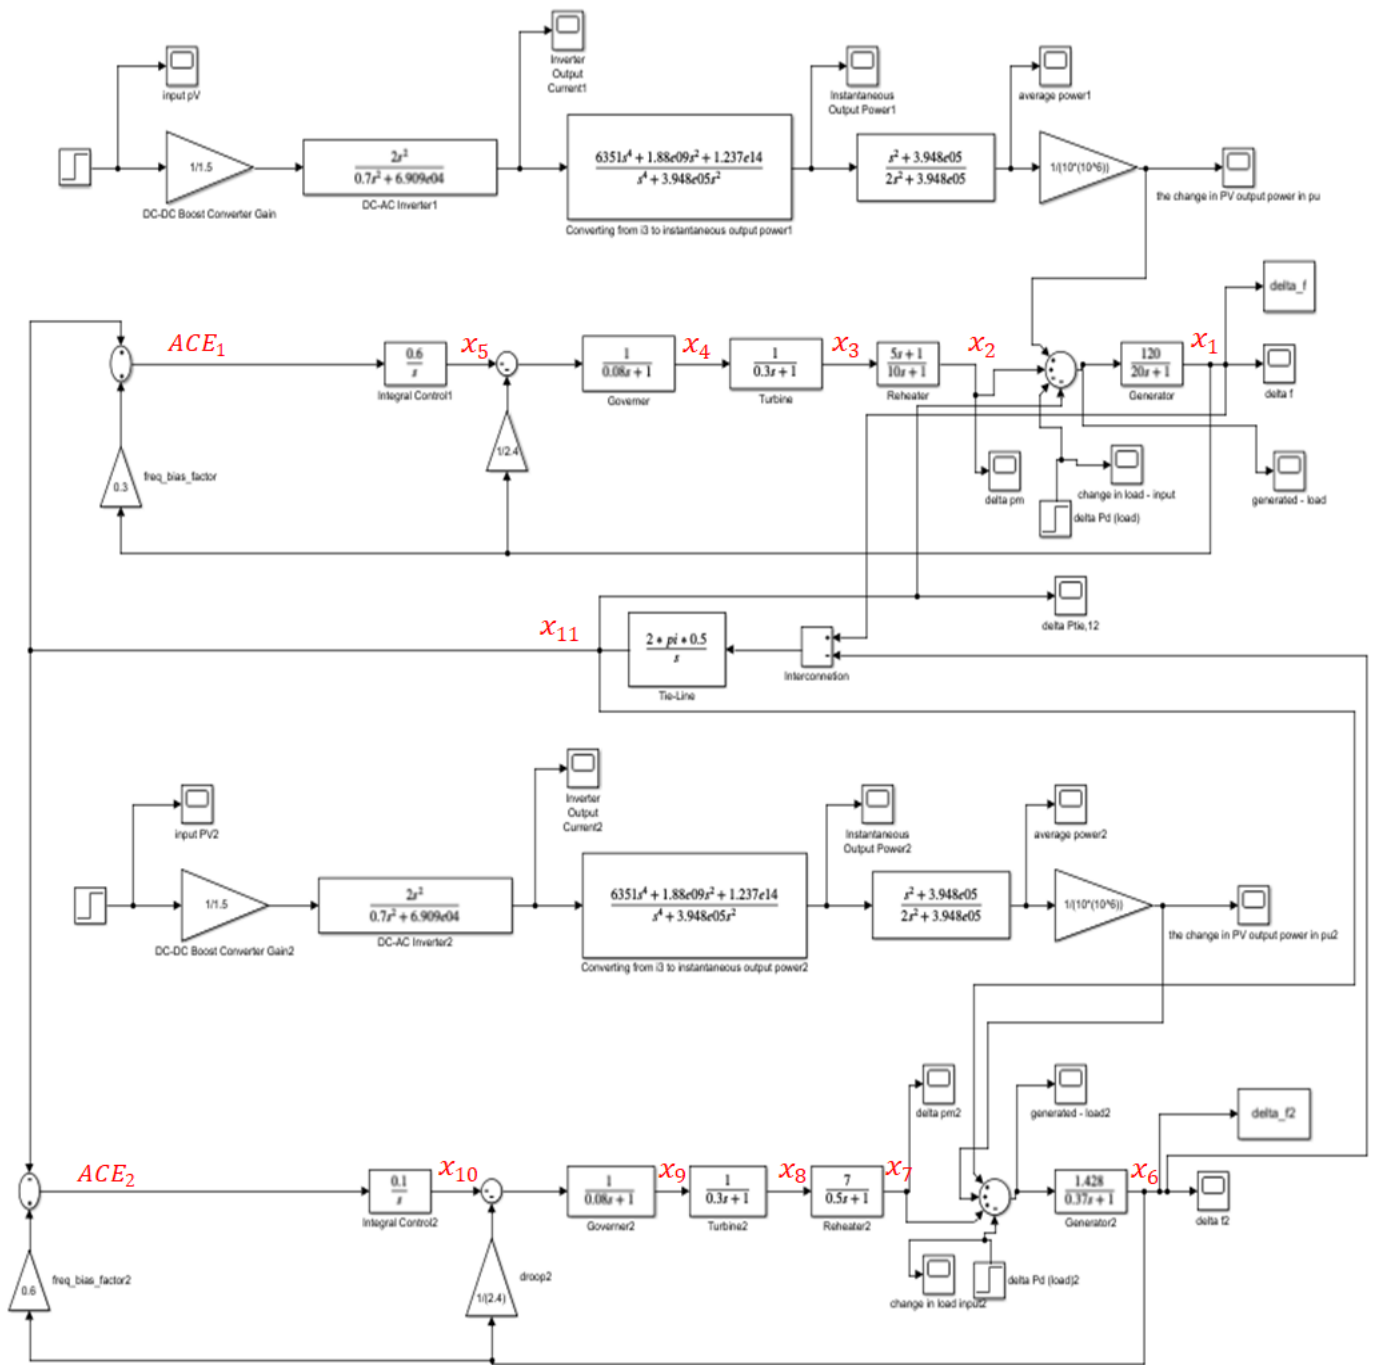 Inverter
Output
Current1
input pV
Instantaneous
Output Power1
average power1
1/1.5
2s²
0.7s² + 6.909e04
6351s⁴ + 1.88e09s² + 1.237e14
s⁴ + 3.948e05s²
s² + 3.948e05
2s² + 3.948e05
1/(10*(10^6))
DC-DC Boost Converter Gain
DC-AC Inverter1
Converting from i3 to instantaneous output power1
the change in PV output power in pu
delta_f
ACE₁
0.6
s
Integral Control1
x₅
1
0.08s + 1
Governer
x₄
1
0.3s + 1
Turbine
x₃
5s + 1
10s + 1
Reheater
x₂
120
20s + 1
Generator
x₁
delta f
1/2.4
0.3
freq_bias_factor
delta pm
change in load - input
delta Pd (load)
generated - load
delta Ptie,12
x₁₁
2 * pi * 0.5
s
Tie-Line
Interconnetion
Inverter
Output
Current2
input PV2
Instantaneous
Output Power2
average power2
1/1.5
2s²
0.7s² + 6.909e04
6351s⁴ + 1.88e09s² + 1.237e14
s⁴ + 3.948e05s²
s² + 3.948e05
2s² + 3.948e05
1/(10*(10^6))
DC-DC Boost Converter Gain2
DC-AC Inverter2
Converting from i3 to instantaneous output power2
the change in PV output power in pu2
delta pm2
generated - load2
delta_f2
ACE₂
0.1
s
Integral Control2
x₁₀
1
0.08s + 1
Governer2
x₉
1
0.3s + 1
Turbine2
x₈
7
0.5s + 1
Reheater2
x₇
1.428
0.37s + 1
Generator2
x₆
delta f2
0.6
freq_bias_factor2
1/(2.4)
droop2
change in load input2
delta Pd (load)2